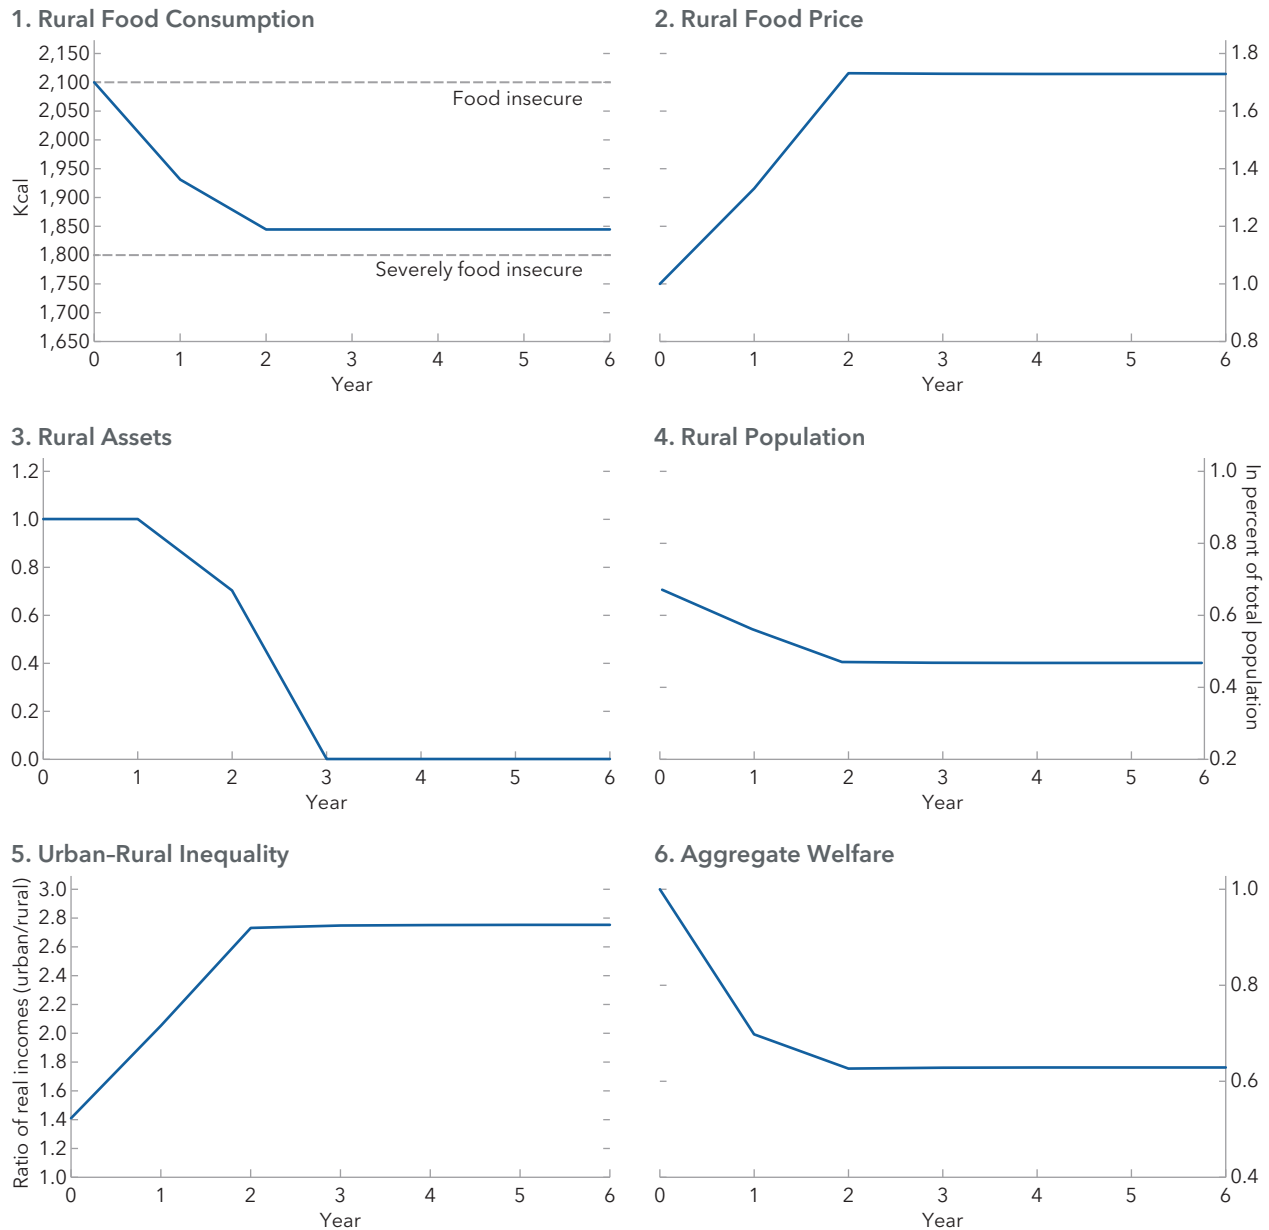 1. Rural Food Consumption
2,150
2,100
2,050
2,000
1,950
1,900
1,850
1,800
1,750
1,700
1,650
Kcal
Food insecure
Severely food insecure
0 1 2 3 4 5 6
Year
2. Rural Food Price
1.8
1.6
1.4
1.2
1.0
0.8
0 1 2 3 4 5 6
Year
3. Rural Assets
1.2
1.0
0.8
0.6
0.4
0.2
0.0
0 1 2 3 4 5 6
Year
4. Rural Population
1.0
0.8
0.6
0.4
0.2
In percent of total population
0 1 2 3 4 5 6
Year
5. Urban–Rural Inequality
Ratio of real incomes (urban/rural)
3.0
2.8
2.6
2.4
2.2
2.0
1.8
1.6
1.4
1.2
1.0
0 1 2 3 4 5 6
Year
6. Aggregate Welfare
1.0
0.8
0.6
0.4
0 1 2 3 4 5 6
Year